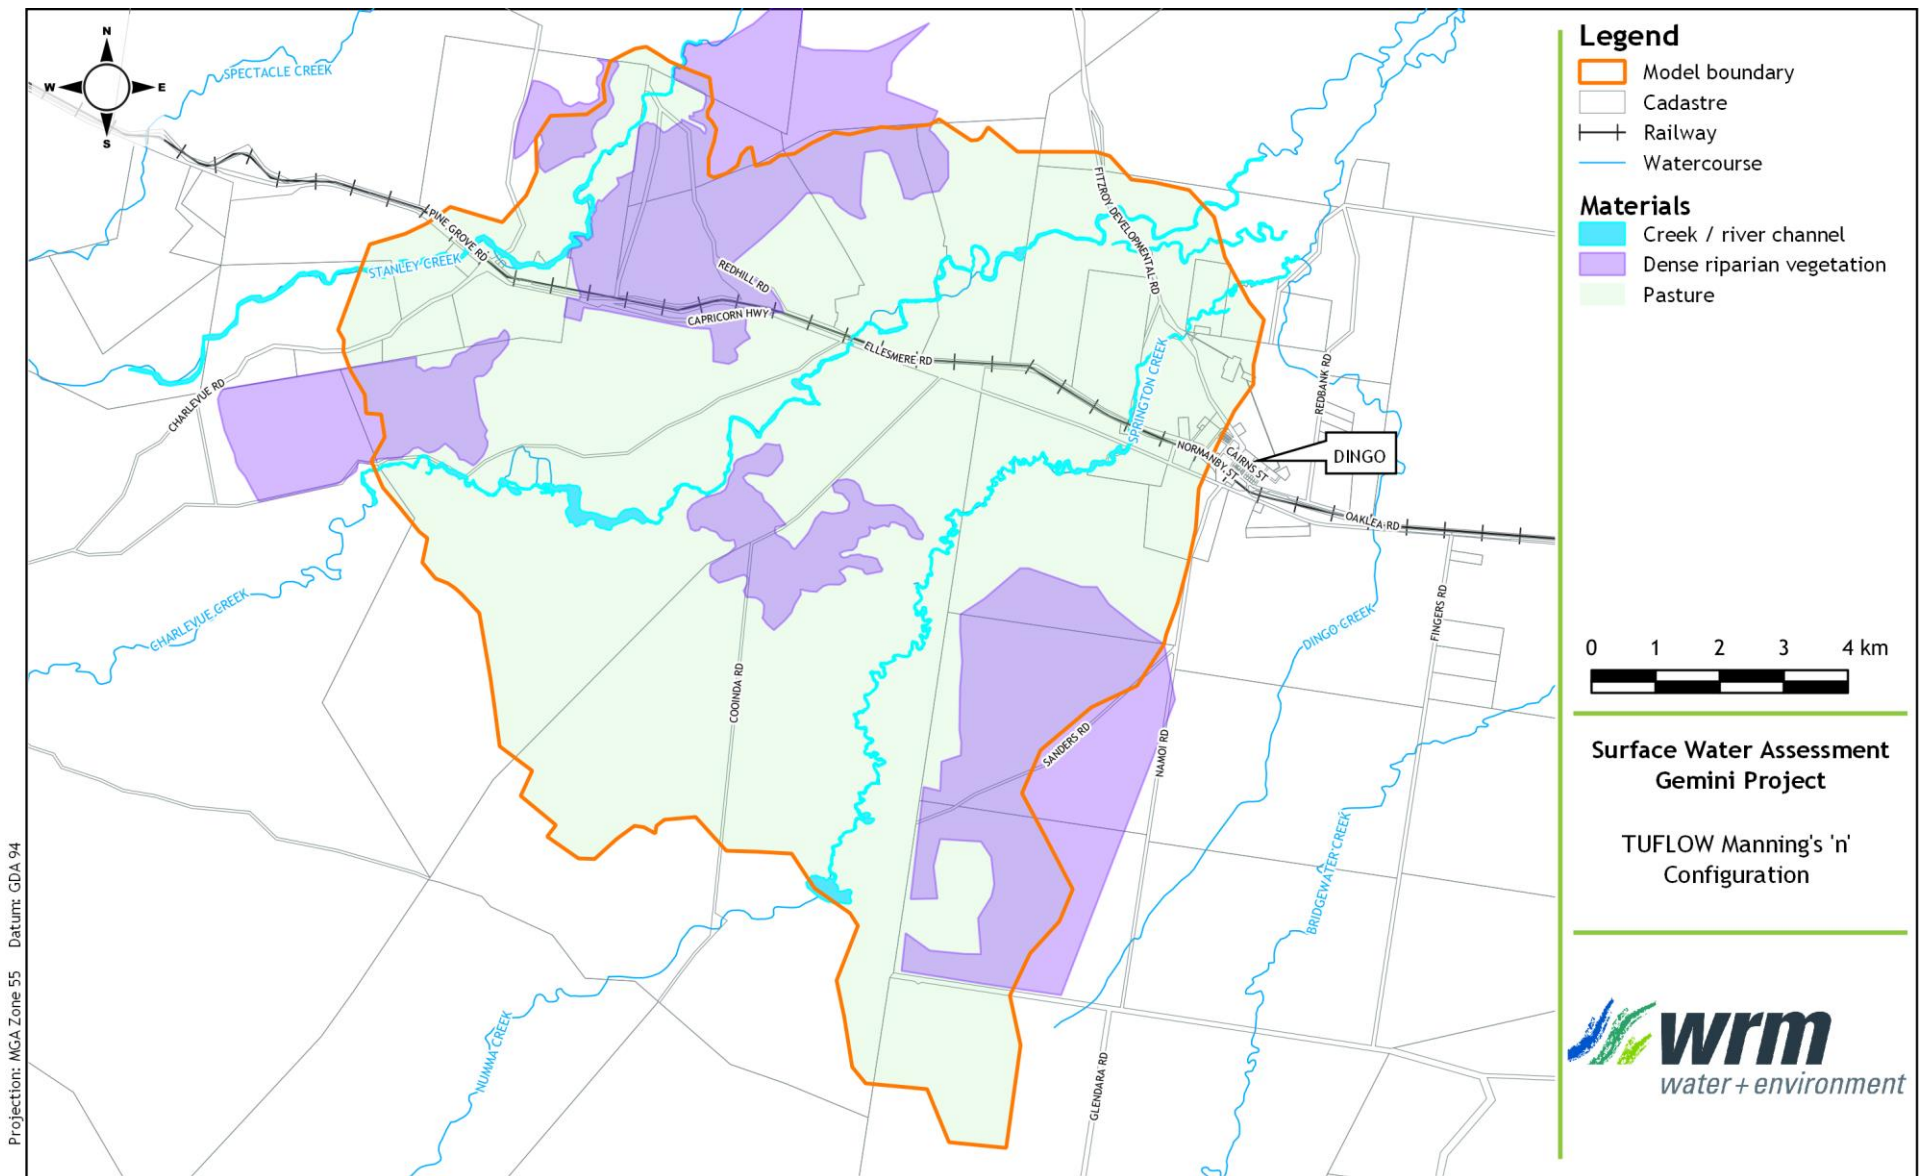 N
W
E
S
SPECTACLE CREEK
PINE GROVE RD
STANLEY CREEK
REDHILL RD
CAPRICORN HWY
ELLESMERE RD
FITZROY DEVELOPMENTAL RD
SPRINGTON CREEK
REDBANK RD
CHARLEVUE RD
NORMANBY ST
CAIRNS ST
DINGO
OAKLEA RD
CHARLEVUE CREEK
DINGO CREEK
FINGERS RD
COOINDA RD
SANDERS RD
NAMOI RD
BRIDGEWATER CREEK
NUMMA CREEK
GLENDARA RD
Projection: MGA Zone 55 Datum: GDA 94
Legend
Model boundary
Cadastre
Railway
Watercourse
Materials
Creek / river channel
Dense riparian vegetation
Pasture
0 1 2 3 4 km
Surface Water Assessment
Gemini Project
TUFLOW Manning's 'n'
Configuration
wrm
water + environment